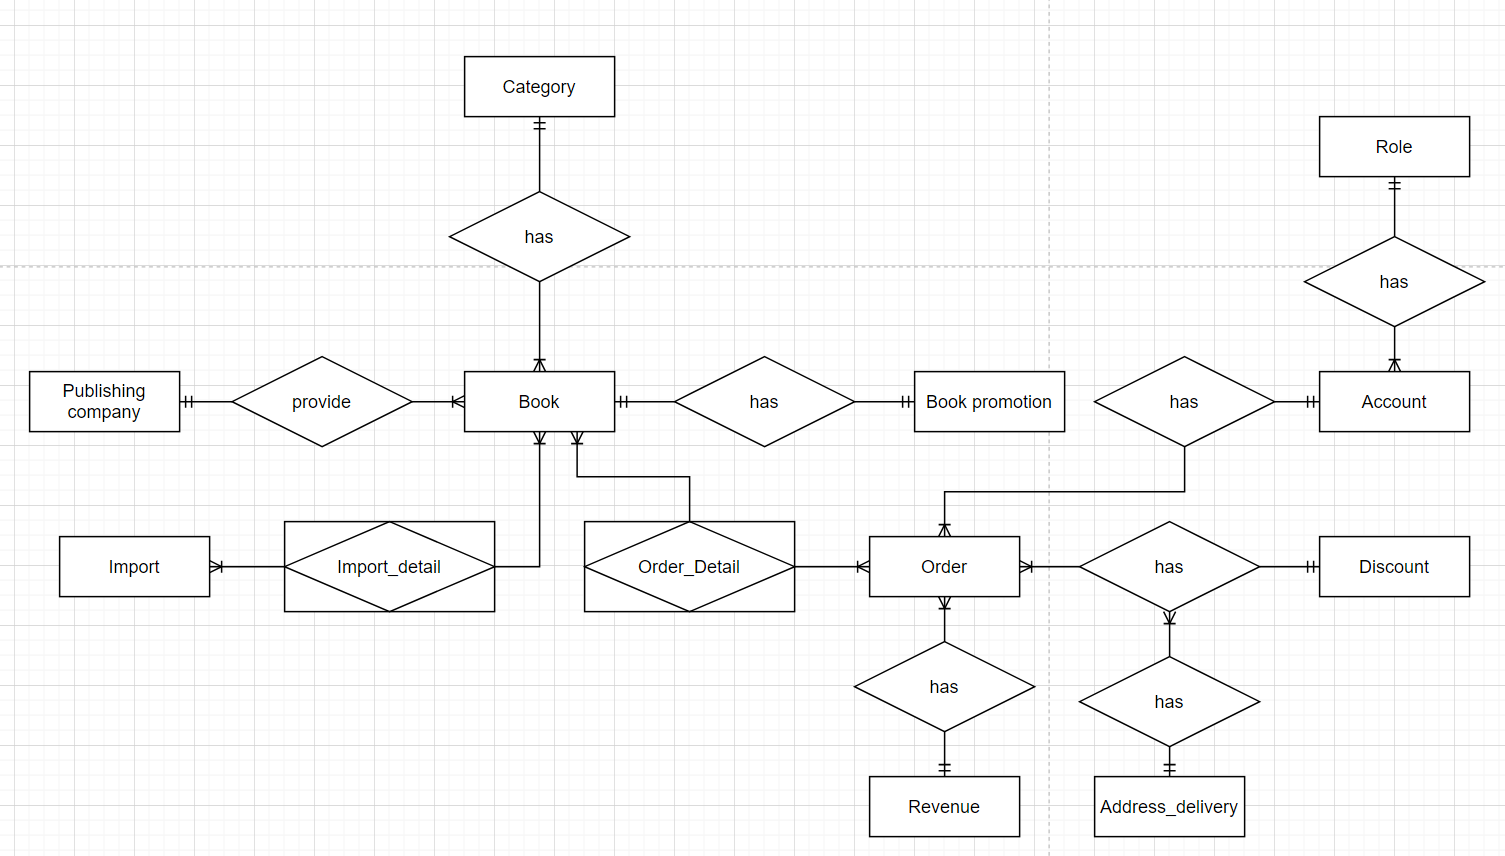 Category
Role
has
has
Publishing
company
provide
Book
has
Book promotion
has
Account
Import
Import_detail
Order_Detail
Order
has
Discount
has
has
Revenue
Address_delivery